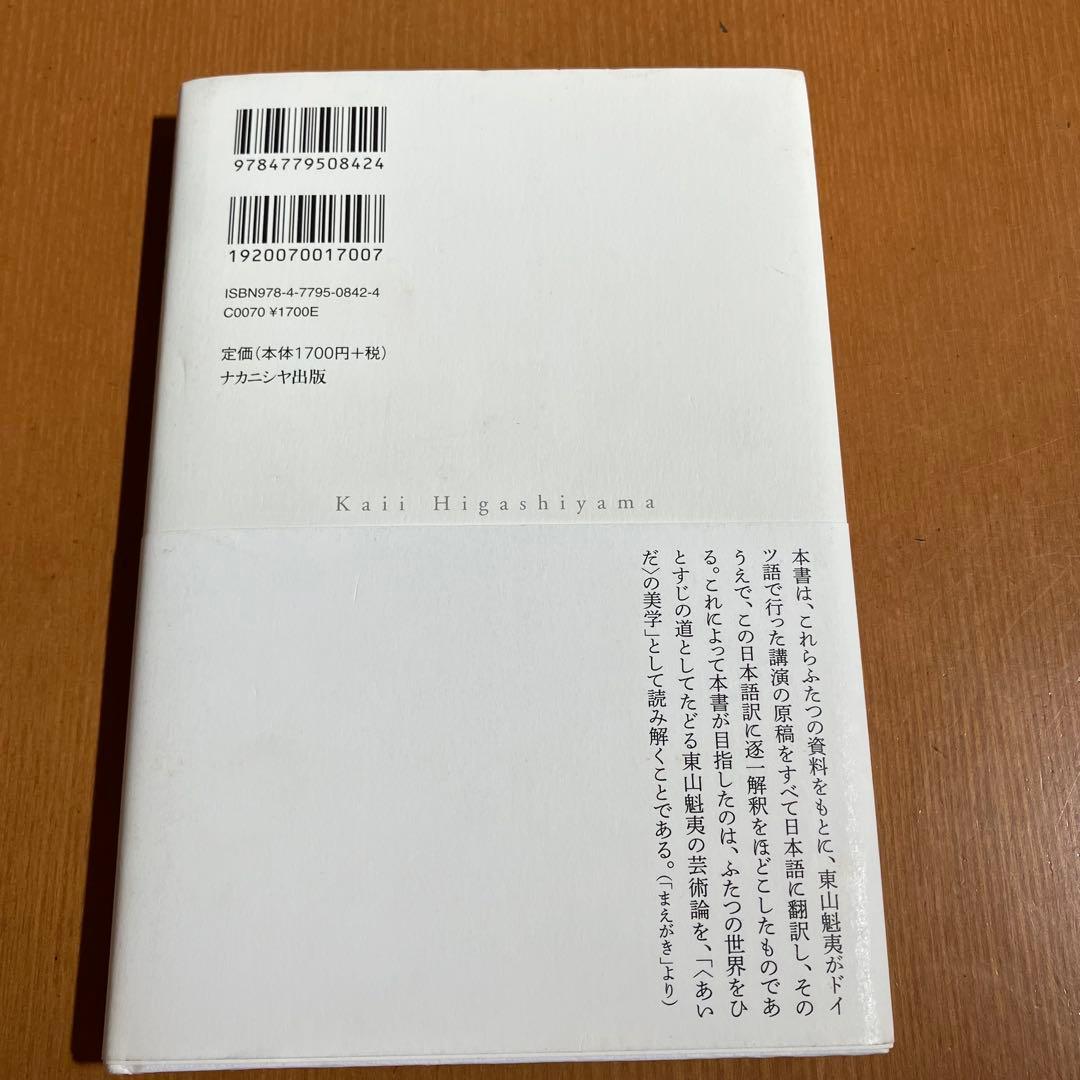 9784779508424
1920070017007
ISBN978-4-7795-0842-4
C0070 ¥1700E
定価(本体1700円+税)
ナカニシヤ出版
Kaii Higashiyama
本書は、これらふたつの資料をもとに、東山魁夷がドイ
ツ語で行った講演の原稿をすべて日本語に翻訳し、その
うえで、この日本語訳に逐一解釈をほどこしたものであ
る。これによって本書が目指したのは、ふたつの世界をひ
とすじの道としてたどる東山魁夷の芸術論を、「〈あい
だ〉の美学」として読み解くことである。(「まえがき」より)